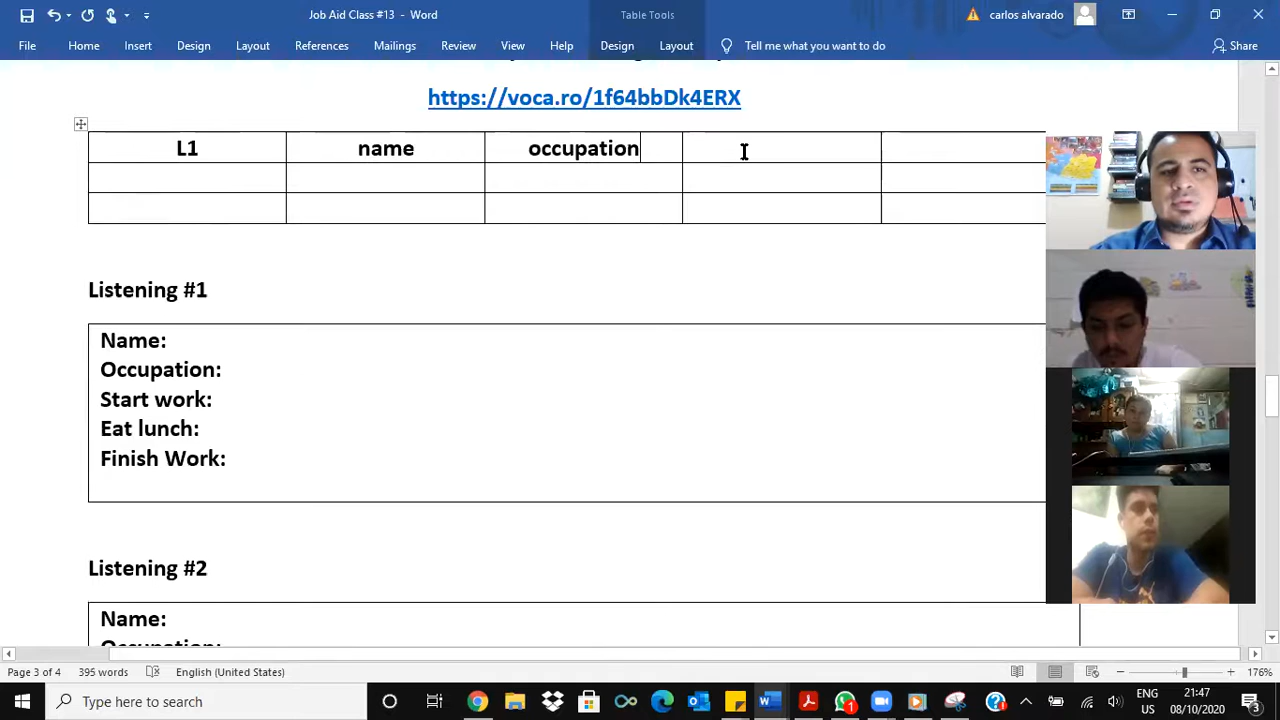 Job Aid Class #13 - Word
Table Tools
carlos alvarado
File Home Insert Design Layout References Mailings Review View Help Design Layout Tell me what you want to do Share
https://voca.ro/1f64bbDk4ERX
L1 name occupation
Listening #1
Name:
Occupation:
Start work:
Eat lunch:
Finish Work:
Listening #2
Name:
Occupation:
Page 3 of 4 395 words English (United States) 176%
Type here to search
ENG 21:47
US 08/10/2020